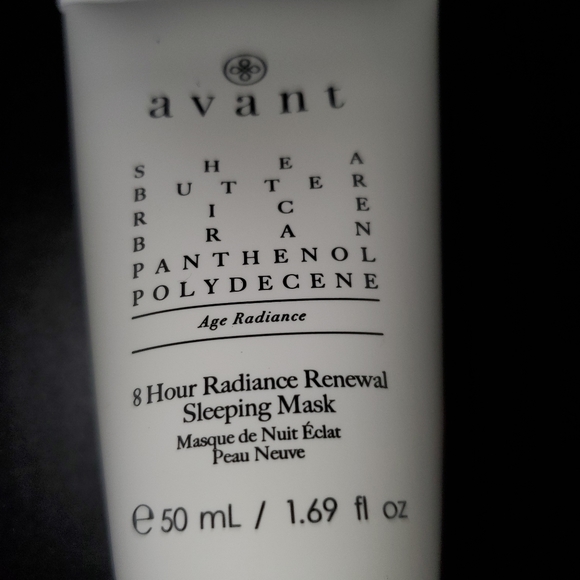 avant
S H E A
B U T T E R
R I C E
B R A N
PANTHENOL
POLYDECENE
Age Radiance
8 Hour Radiance Renewal
Sleeping Mask
Masque de Nuit Éclat
Peau Neuve
℮50 mL / 1.69 fl oz